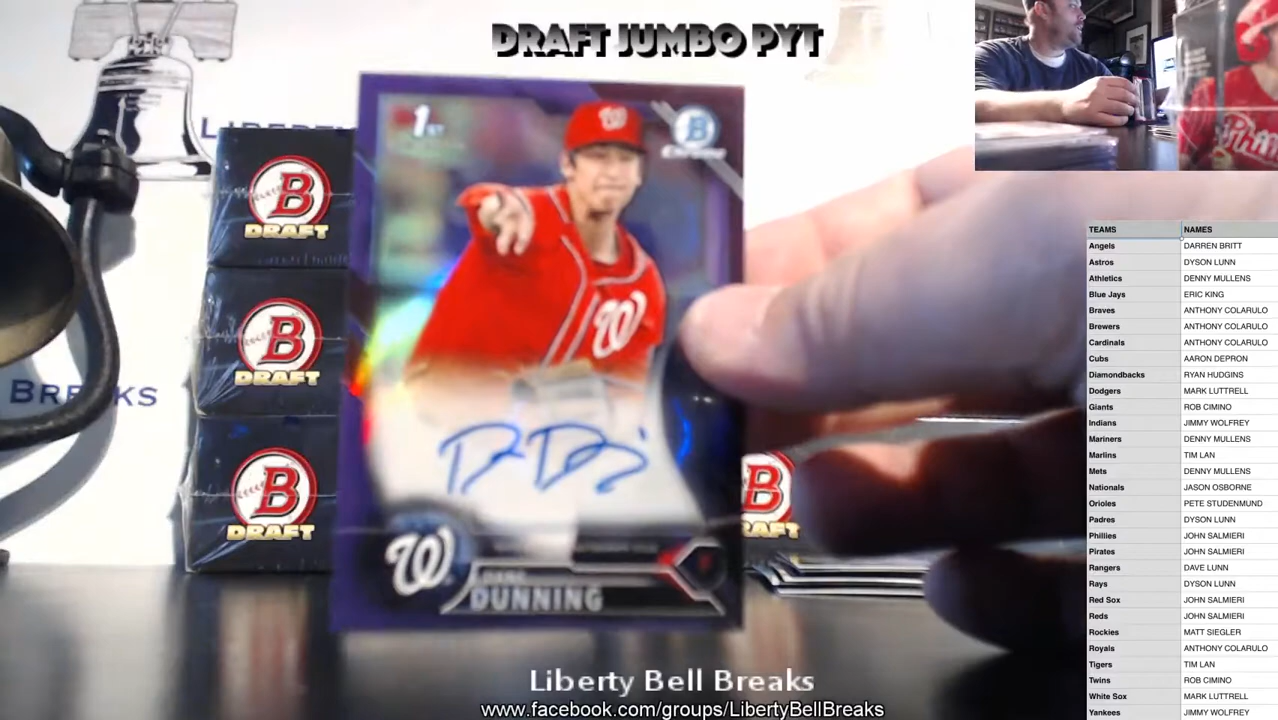 DRAFT JUMBO PYT
LIBERTY
BREAKS
B
DRAFT
B
DRAFT
B
DRAFT
B
DRAFT
1ST
B
W
W
W
DUNNING
Phillies
TEAMS NAMES
Angels DARREN BRITT
Astros DYSON LUNN
Athletics DENNY MULLENS
Blue Jays ERIC KING
Braves ANTHONY COLARULO
Brewers ANTHONY COLARULO
Cardinals ANTHONY COLARULO
Cubs AARON DEPRON
Diamondbacks RYAN HUDGINS
Dodgers MARK LUTTRELL
Giants ROB CIMINO
Indians JIMMY WOLFREY
Mariners DENNY MULLENS
Marlins TIM LAN
Mets DENNY MULLENS
Nationals JASON OSBORNE
Orioles PETE STUDENMUND
Padres DYSON LUNN
Phillies JOHN SALMIERI
Pirates JOHN SALMIERI
Rangers DAVE LUNN
Rays DYSON LUNN
Red Sox JOHN SALMIERI
Reds JOHN SALMIERI
Rockies MATT SIEGLER
Royals ANTHONY COLARULO
Tigers TIM LAN
Twins ROB CIMINO
White Sox MARK LUTTRELL
Yankees JIMMY WOLFREY
Liberty Bell Breaks
www.facebook.com/groups/LibertyBellBreaks